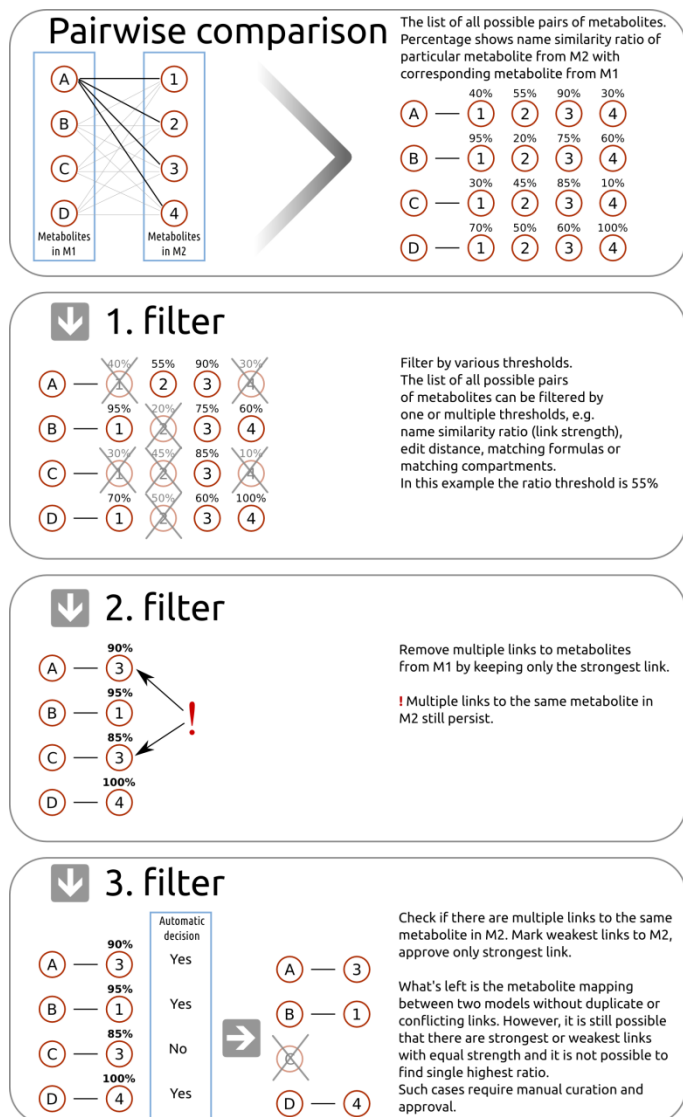 Pairwise comparison
A
B
C
D
Metabolites
in M1
1
2
3
4
Metabolites
in M2
The list of all possible pairs of metabolites.
Percentage shows name similarity ratio of
particular metabolite from M2 with
corresponding metabolite from M1
40% 55% 90% 30%
A 1 2 3 4
95% 20% 75% 60%
B 1 2 3 4
30% 45% 85% 10%
C 1 2 3 4
70% 50% 60% 100%
D 1 2 3 4
1. filter
40% 55% 90% 30%
A 1 2 3 4
95% 20% 75% 60%
B 1 2 3 4
30% 45% 85% 10%
C 1 2 3 4
70% 50% 60% 100%
D 1 2 3 4
Filter by various thresholds.
The list of all possible pairs
of metabolites can be filtered by
one or multiple thresholds, e.g.
name similarity ratio (link strength),
edit distance, matching formulas or
matching compartments.
In this example the ratio threshold is 55%
2. filter
90%
A 3
95%
B 1
85%
C 3
100%
D 4
!
Remove multiple links to metabolites
from M1 by keeping only the strongest link.
! Multiple links to the same metabolite in
M2 still persist.
3. filter
Automatic
decision
90%
A 3 Yes
95%
B 1 Yes
85%
C 3 No
100%
D 4 Yes
A 3
B 1
C
D 4
Check if there are multiple links to the same
metabolite in M2. Mark weakest links to M2,
approve only strongest link.
What's left is the metabolite mapping
between two models without duplicate or
conflicting links. However, it is still possible
that there are strongest or weakest links
with equal strength and it is not possible to
find single highest ratio.
Such cases require manual curation and
approval.